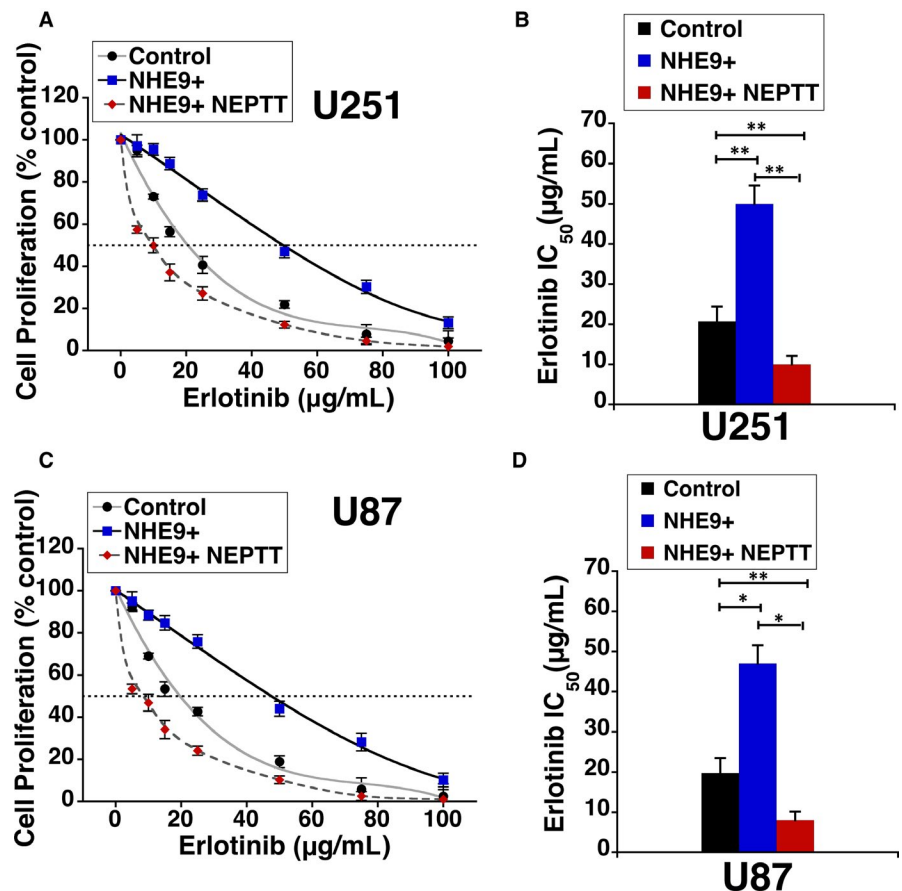 A
Control
NHE9+
NHE9+ NEPTT
U251
Cell Proliferation (% control)
120
100
80
60
40
20
0
0 20 40 60 80 100
Erlotinib (µg/mL)
B
Control
NHE9+
NHE9+ NEPTT
Erlotinib IC50(µg/mL)
70
60
50
40
30
20
10
0
**
**
**
U251
C
Control
NHE9+
NHE9+ NEPTT
U87
Cell Proliferation (% control)
120
100
80
60
40
20
0
0 20 40 60 80 100
Erlotinib (µg/mL)
D
Control
NHE9+
NHE9+ NEPTT
Erlotinib IC50(µg/mL)
70
60
50
40
30
20
10
0
**
*
*
U87